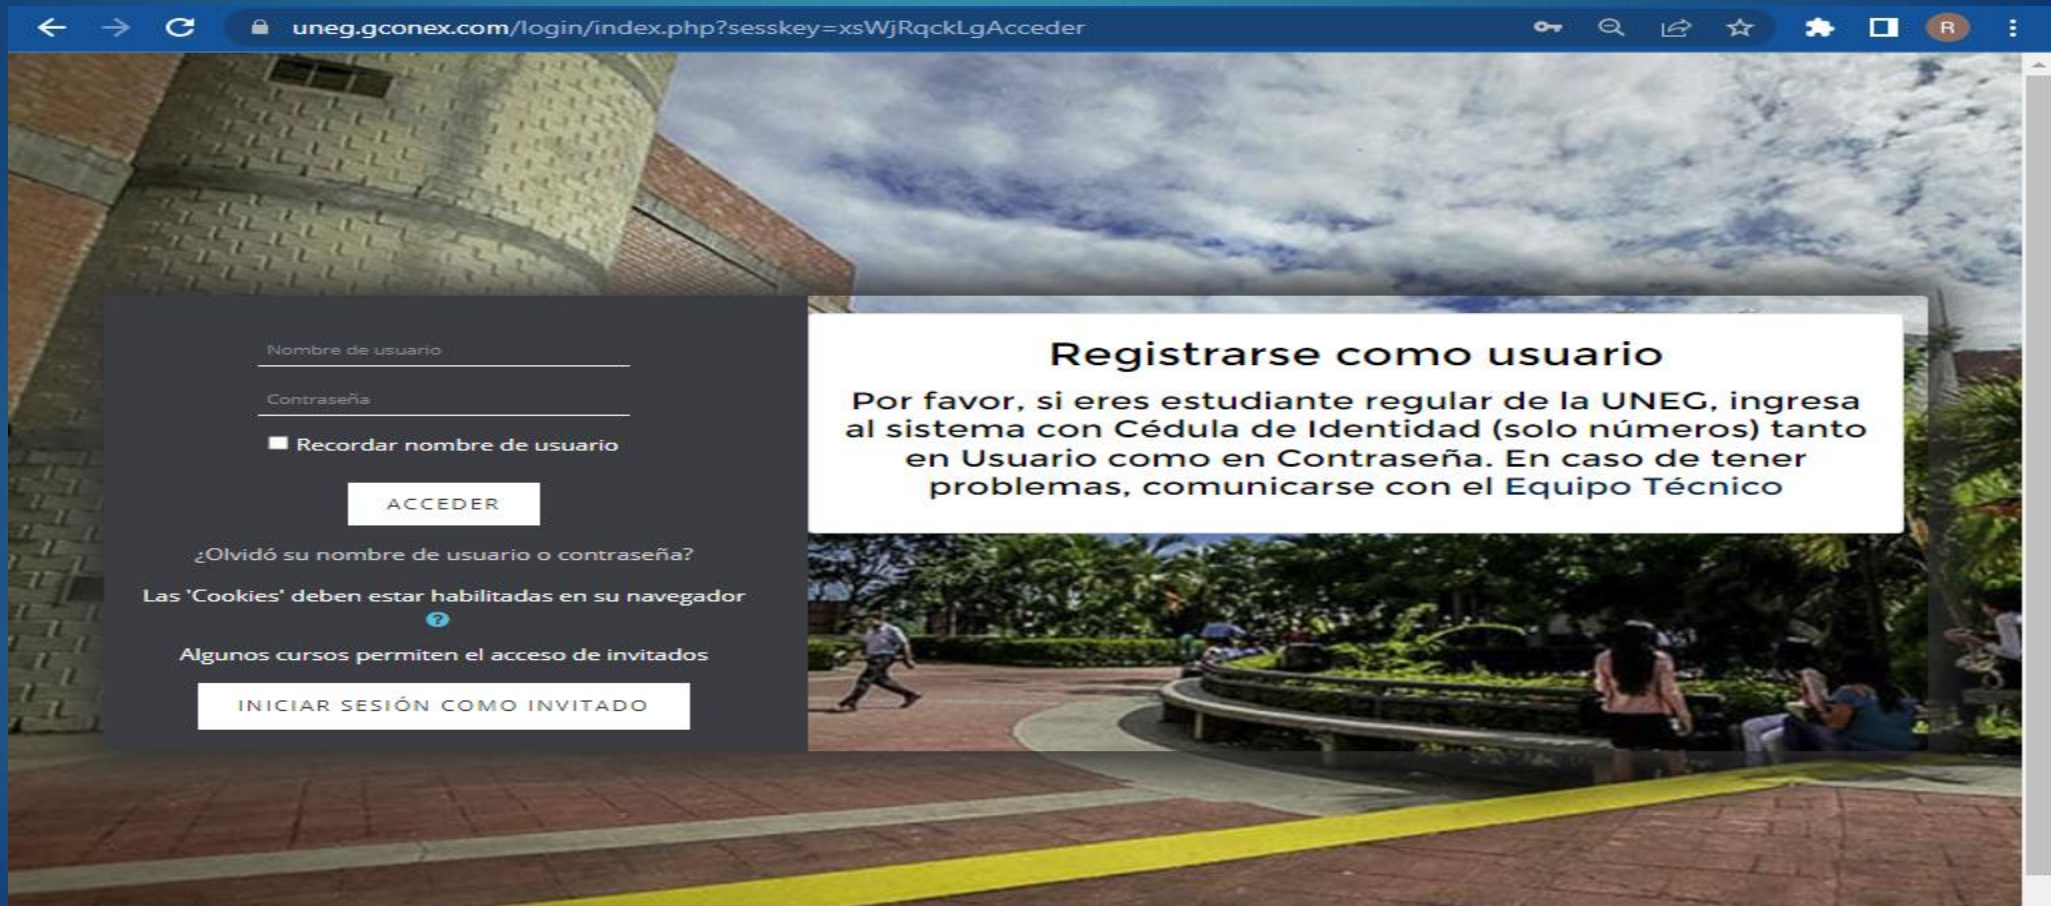 uneg.gconex.com/login/index.php?sesskey=xsWjRqckLgAcceder
R
Nombre de usuario
Contraseña
Recordar nombre de usuario
ACCEDER
¿Olvidó su nombre de usuario o contraseña?
Las 'Cookies' deben estar habilitadas en su navegador
?
Algunos cursos permiten el acceso de invitados
INICIAR SESIÓN COMO INVITADO
Registrarse como usuario
Por favor, si eres estudiante regular de la UNEG, ingresa
al sistema con Cédula de Identidad (solo números) tanto
en Usuario como en Contraseña. En caso de tener
problemas, comunicarse con el Equipo Técnico